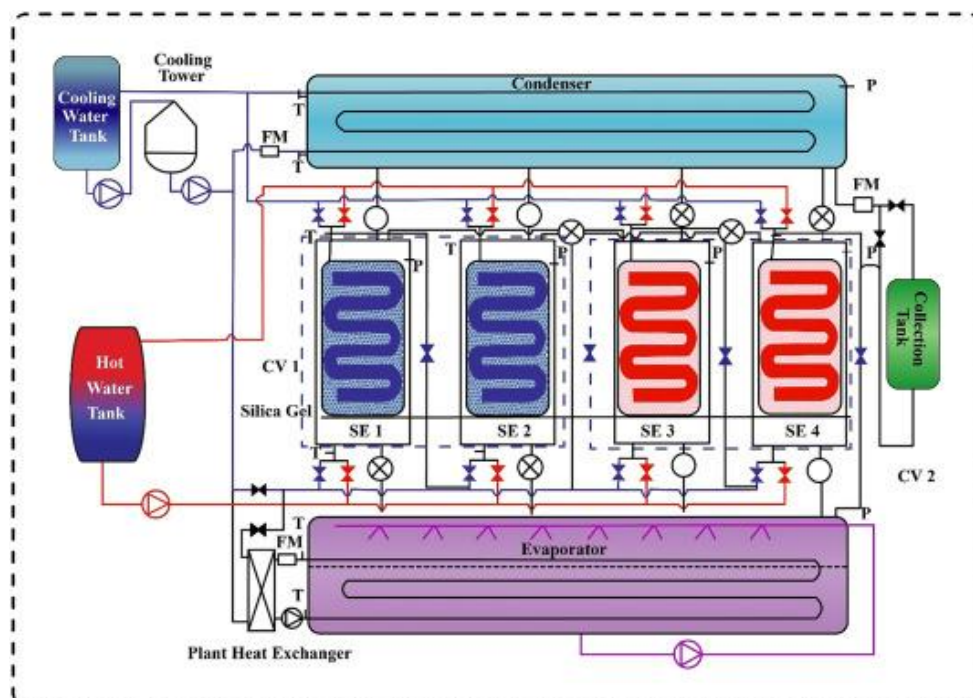 Cooling
Tower
Cooling
Water
Tank
Condenser
P
T
FM
T
FM
T
T
P
P
P
P
Hot
Water
Tank
CV 1
Silica Gel
Collection
Tank
SE 1
SE 2
SE 3
SE 4
T
CV 2
T
P
FM
Evaporator
T
Plant Heat Exchanger